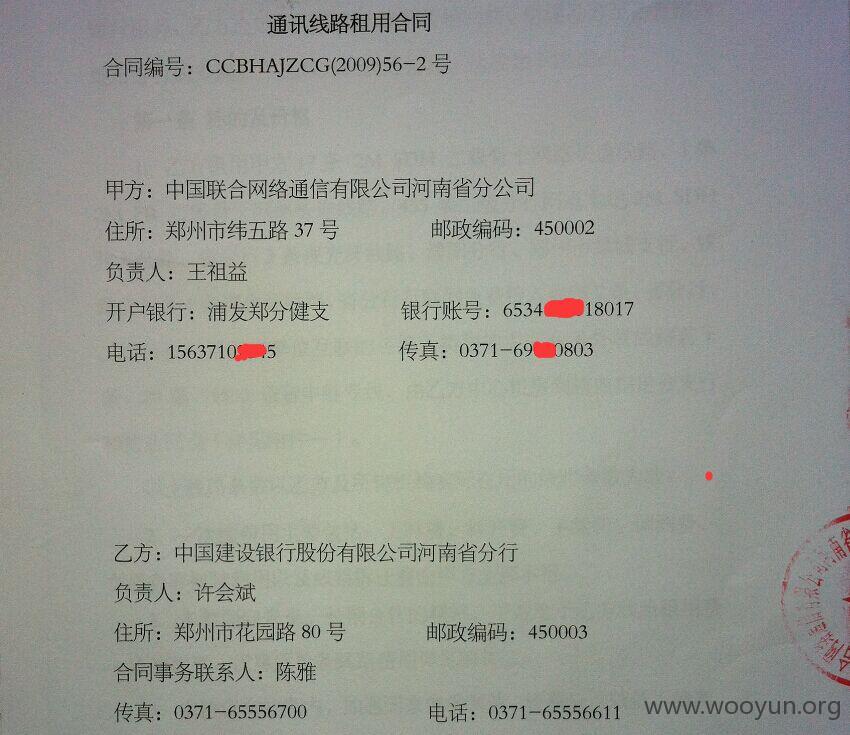 通讯线路租用合同
合同编号：CCBHAJZCG(2009)56-2 号
甲方：中国联合网络通信有限公司河南省分公司
住所：郑州市纬五路 37 号 邮政编码：450002
负责人：王祖益
开户银行：浦发郑分健支 银行账号：6534 18017
电话：1563710 5 传真：0371-69 0803
乙方：中国建设银行股份有限公司河南省分行
负责人：许会斌
住所：郑州市花园路 80 号 邮政编码：450003
合同事务联系人：陈雅
传真：0371-65556700 电话：0371-65556611
www.wooyun.org